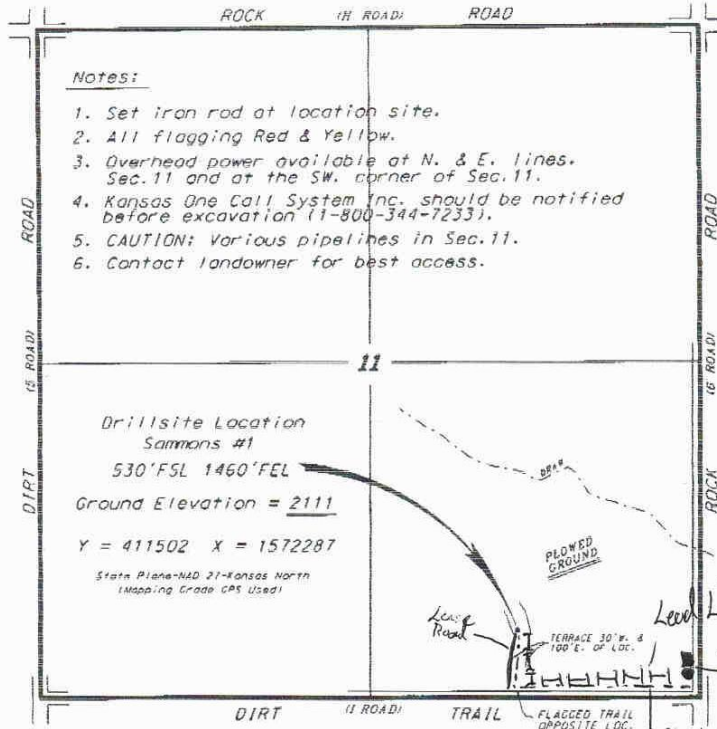 ROCK (H ROAD) ROAD
Notes:
1. Set iron rod at location site.
2. All flagging Red & Yellow.
3. Overhead power available at N. & E. lines.
Sec. 11 and at the SW. corner of Sec. 11.
4. Kansas One Call System Inc. should be notified
before excavation (1-800-344-7233).
5. CAUTION: Various pipelines in Sec. 11.
6. Contact landowner for best access.
ROAD
(5 ROAD)
DIRT
ROAD
(6 ROAD)
ROCK
11
Drillsite Location
Sammons #1
530'FSL 1460'FEL
Ground Elevation = 2111
Y = 411502 X = 1572287
State Plane-NAD 27-Kansas North
(Mapping Grade GPS Used)
DRAW
PLOWED
GROUND
Lease
Road
TERRACE 30'W. &
100'E. OF LOC.
DIRT (I ROAD) TRAIL
FLAGGED TRAIL
OPPOSITE LOC.